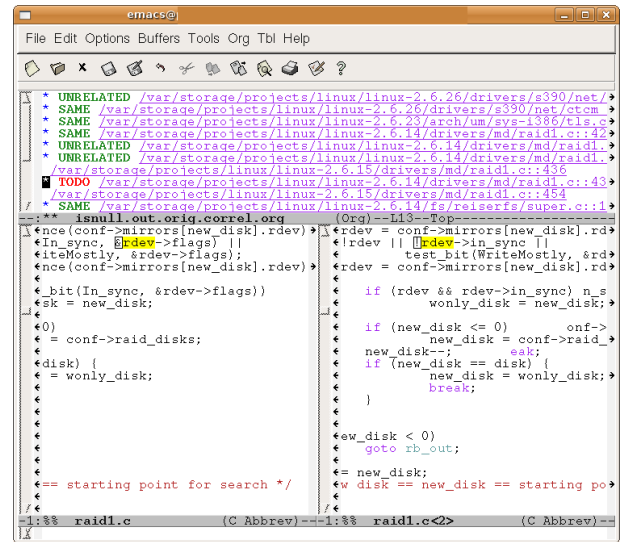 emacs@
File Edit Options Buffers Tools Org Tbl Help
* UNRELATED /var/storage/projects/linux/linux-2.6.26/drivers/s390/net/
* SAME /var/storage/projects/linux/linux-2.6.26/drivers/s390/net/ctcm_
* SAME /var/storage/projects/linux/linux-2.6.23/arch/um/sys-i386/tls.c
* SAME /var/storage/projects/linux/linux-2.6.14/drivers/md/raid1.c::42
* UNRELATED /var/storage/projects/linux/linux-2.6.14/drivers/md/raid1.
* UNRELATED /var/storage/projects/linux/linux-2.6.14/drivers/md/raid1.
/var/storage/projects/linux/linux-2.6.15/drivers/md/raid1.c::436
* TODO /var/storage/projects/linux/linux-2.6.14/drivers/md/raid1.c::43
/var/storage/projects/linux/linux-2.6.15/drivers/md/raid1.c::454
* SAME /var/storage/projects/linux/linux-2.6.14/fs/reiserfs/super.c::1
--:** isnull.out.orig.correl.org (Org)--L13--Top--------------------
nce(conf->mirrors[new_disk].rdev)
In_sync, &rdev->flags) ||
iteMostly, &rdev->flags);
nce(conf->mirrors[new_disk].rdev)
_bit(In_sync, &rdev->flags))
sk = new_disk;
0)
= conf->raid_disks;
disk) {
= wonly_disk;
== starting point for search */
-1:%% raid1.c (C Abbrev)--
rdev = conf->mirrors[new_disk].rd
!rdev || !rdev->in_sync ||
test_bit(WriteMostly, &rd
rdev = conf->mirrors[new_disk].rd
if (rdev && rdev->in_sync) n_s
wonly_disk = new_disk;
if (new_disk <= 0) onf->
new_disk = conf->raid_
new_disk--; eak;
if (new_disk == disk) {
new_disk = wonly_disk;
break;
}
ew_disk < 0)
goto rb_out;
= new_disk;
w disk == new_disk == starting po
-1:%% raid1.c<2> (C Abbrev)--